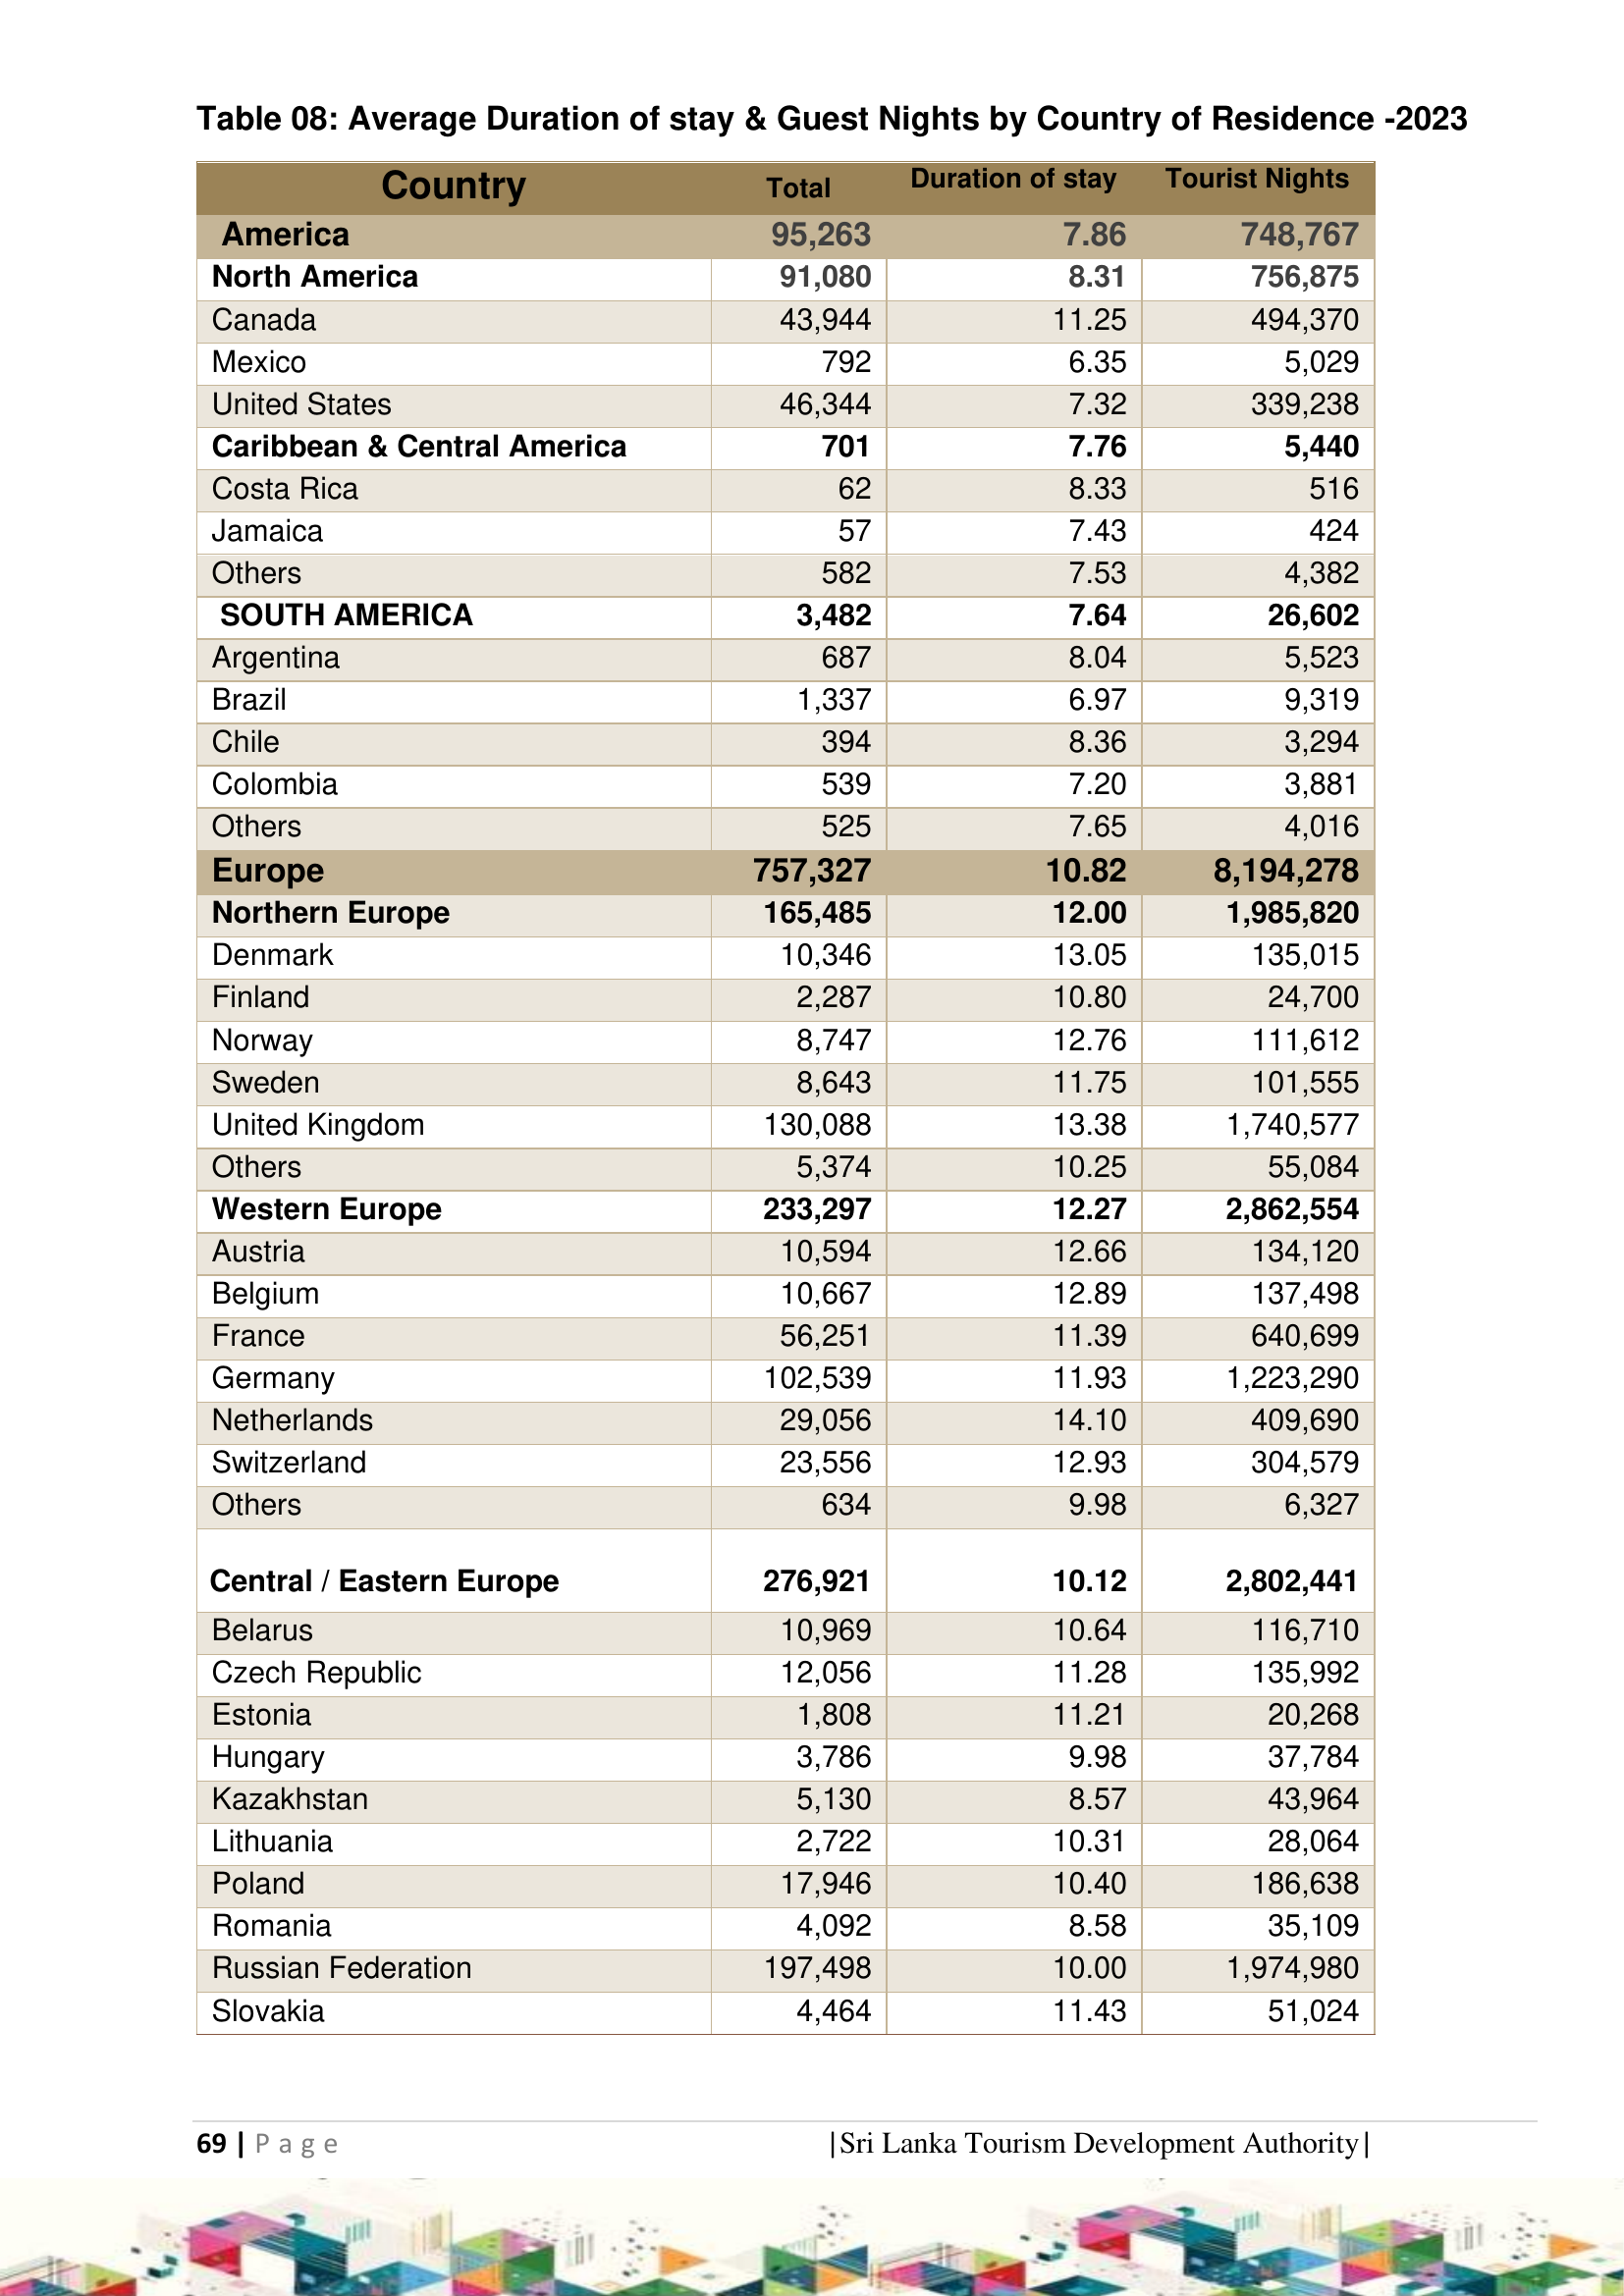 Table 08: Average Duration of stay & Guest Nights by Country of Residence -2023
Country Total Duration of stay Tourist Nights
America 95,263 7.86 748,767
North America 91,080 8.31 756,875
Canada 43,944 11.25 494,370
Mexico 792 6.35 5,029
United States 46,344 7.32 339,238
Caribbean & Central America 701 7.76 5,440
Costa Rica 62 8.33 516
Jamaica 57 7.43 424
Others 582 7.53 4,382
SOUTH AMERICA 3,482 7.64 26,602
Argentina 687 8.04 5,523
Brazil 1,337 6.97 9,319
Chile 394 8.36 3,294
Colombia 539 7.20 3,881
Others 525 7.65 4,016
Europe 757,327 10.82 8,194,278
Northern Europe 165,485 12.00 1,985,820
Denmark 10,346 13.05 135,015
Finland 2,287 10.80 24,700
Norway 8,747 12.76 111,612
Sweden 8,643 11.75 101,555
United Kingdom 130,088 13.38 1,740,577
Others 5,374 10.25 55,084
Western Europe 233,297 12.27 2,862,554
Austria 10,594 12.66 134,120
Belgium 10,667 12.89 137,498
France 56,251 11.39 640,699
Germany 102,539 11.93 1,223,290
Netherlands 29,056 14.10 409,690
Switzerland 23,556 12.93 304,579
Others 634 9.98 6,327
Central / Eastern Europe 276,921 10.12 2,802,441
Belarus 10,969 10.64 116,710
Czech Republic 12,056 11.28 135,992
Estonia 1,808 11.21 20,268
Hungary 3,786 9.98 37,784
Kazakhstan 5,130 8.57 43,964
Lithuania 2,722 10.31 28,064
Poland 17,946 10.40 186,638
Romania 4,092 8.58 35,109
Russian Federation 197,498 10.00 1,974,980
Slovakia 4,464 11.43 51,024
69 | Page |Sri Lanka Tourism Development Authority|